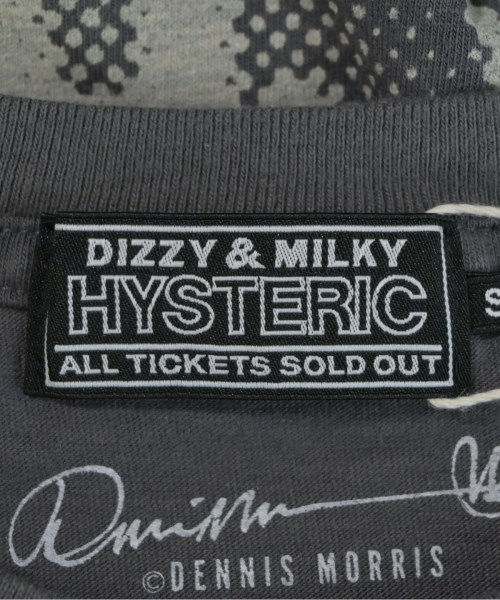 DIZZY & MILKY
HYSTERIC
ALL TICKETS SOLD OUT
S
©DENNIS MORRIS